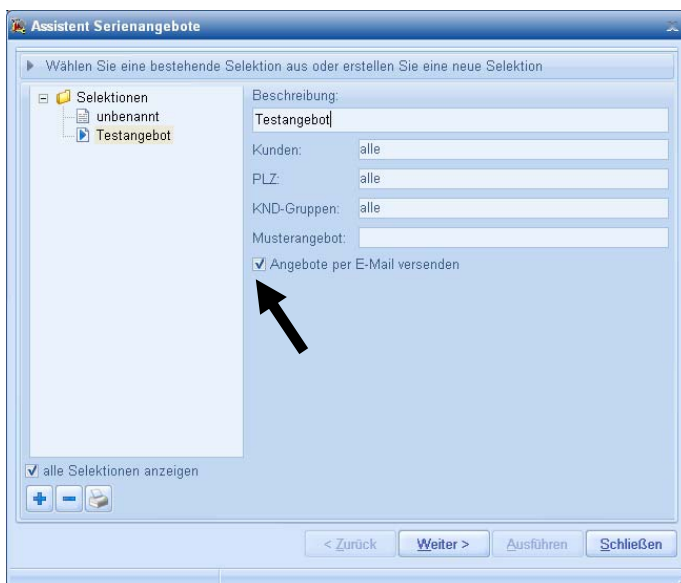 Assistent Serienangebote
Wählen Sie eine bestehende Selektion aus oder erstellen Sie eine neue Selektion
Selektionen
unbenannt
Testangebot
Beschreibung:
Testangebot
Kunden: alle
PLZ: alle
KND-Gruppen: alle
Musterangebot:
Angebote per E-Mail versenden
alle Selektionen anzeigen
< Zurück Weiter > Ausführen Schließen